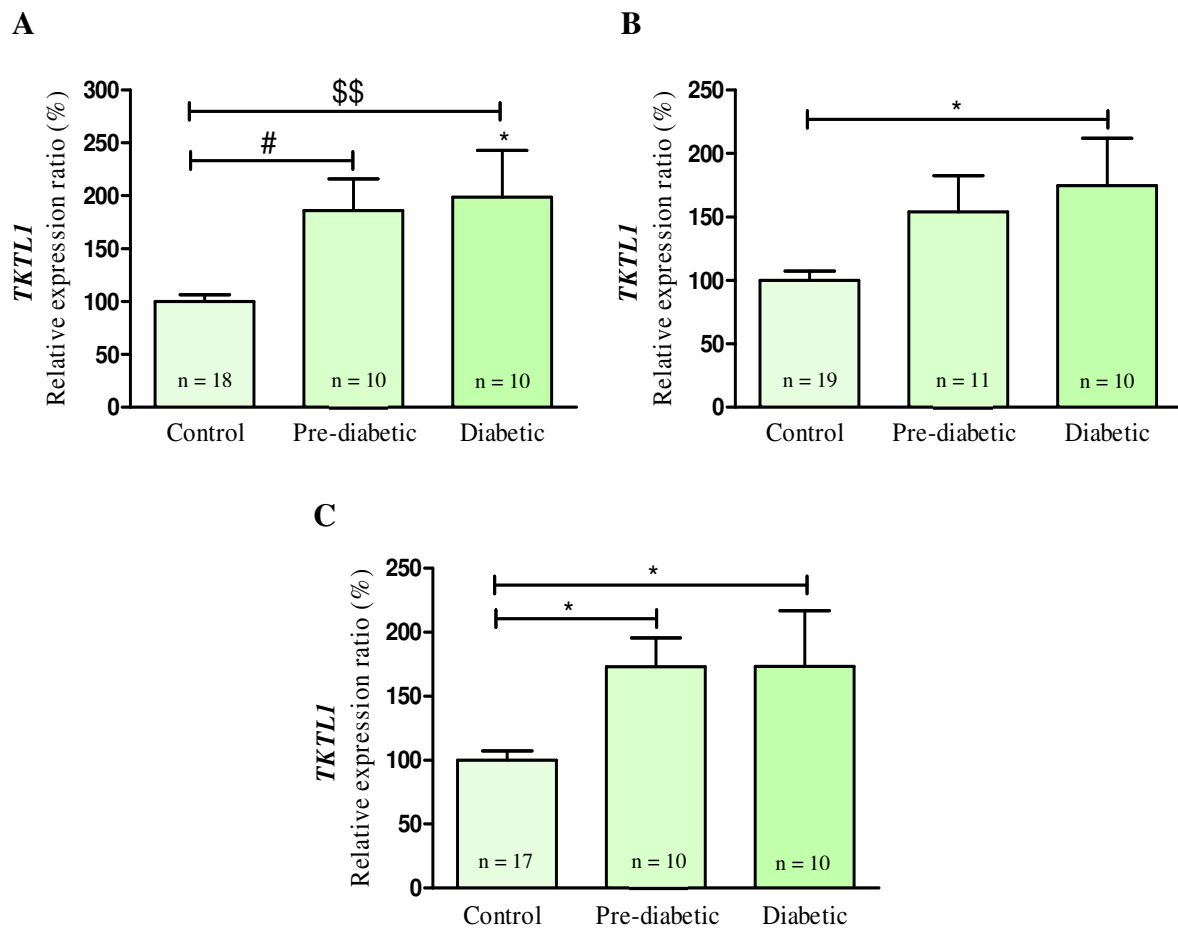 A
TKTL1
Relative expression ratio (%)
300
250
200
150
100
50
0
$$
#
*
n = 18
n = 10
n = 10
Control
Pre-diabetic
Diabetic
B
TKTL1
Relative expression ratio (%)
250
200
150
100
50
0
*
n = 19
n = 11
n = 10
Control
Pre-diabetic
Diabetic
C
TKTL1
Relative expression ratio (%)
250
200
150
100
50
0
*
*
n = 17
n = 10
n = 10
Control
Pre-diabetic
Diabetic